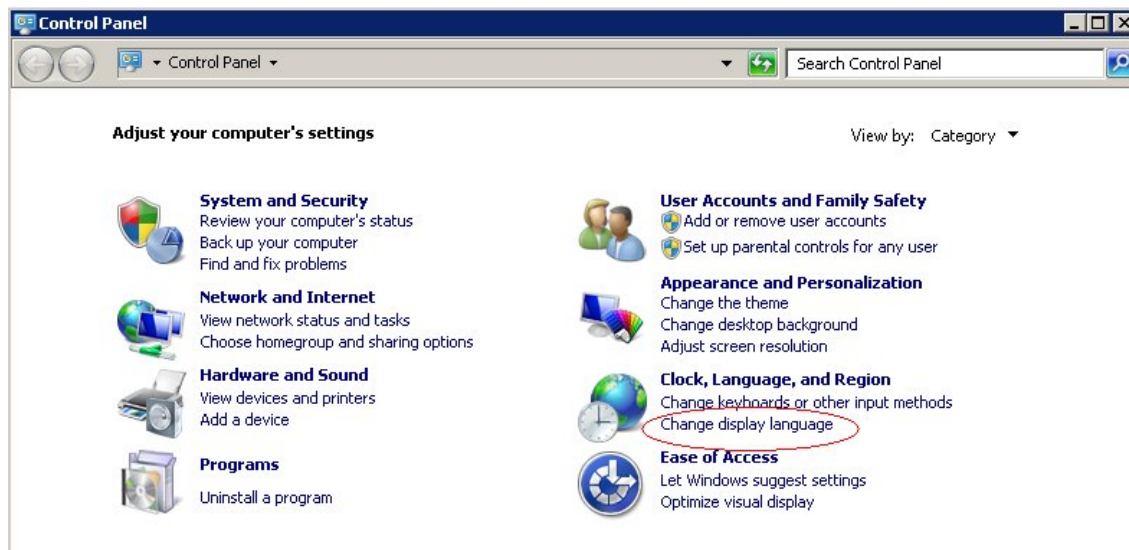 Control Panel
Control Panel
Search Control Panel
Adjust your computer's settings
View by: Category
System and Security
Review your computer's status
Back up your computer
Find and fix problems
Network and Internet
View network status and tasks
Choose homegroup and sharing options
Hardware and Sound
View devices and printers
Add a device
Programs
Uninstall a program
User Accounts and Family Safety
Add or remove user accounts
Set up parental controls for any user
Appearance and Personalization
Change the theme
Change desktop background
Adjust screen resolution
Clock, Language, and Region
Change keyboards or other input methods
Change display language
Ease of Access
Let Windows suggest settings
Optimize visual display